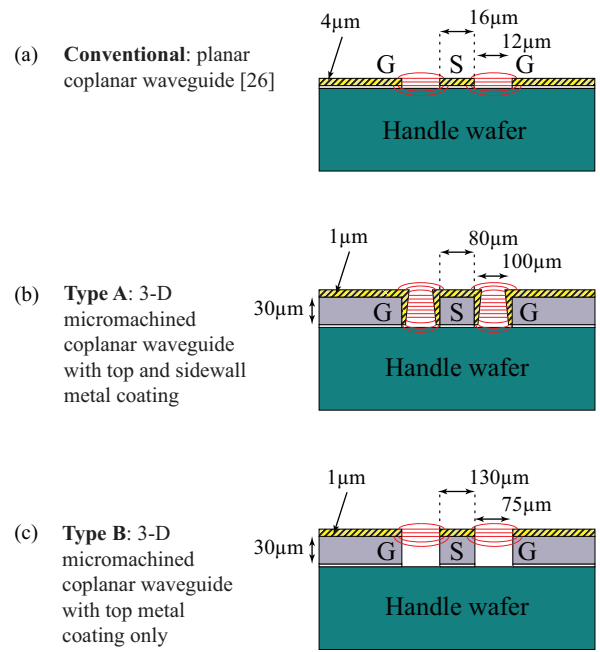 (a) Conventional: planar
coplanar waveguide [26]
4µm
16µm
12µm
G S G
Handle wafer
(b) Type A: 3-D
micromachined
coplanar waveguide
with top and sidewall
metal coating
1µm
80µm
100µm
30µm
G S G
Handle wafer
(c) Type B: 3-D
micromachined
coplanar waveguide
with top metal
coating only
1µm
130µm
75µm
30µm
G S G
Handle wafer